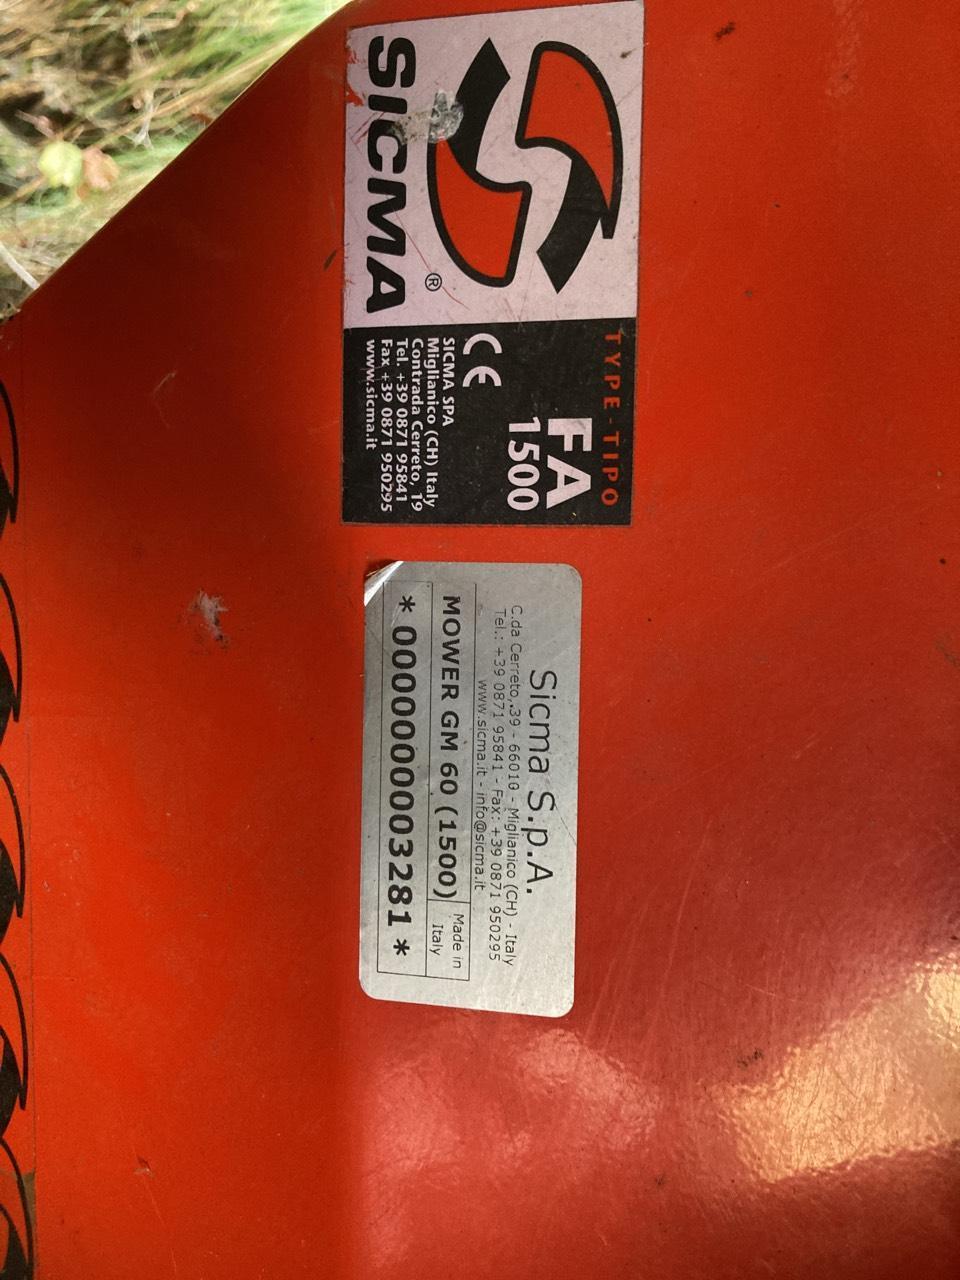 SICMA ®
TYPE - TIPO
FA
1500
CE
SICMA SPA
Miglianico (CH) Italy
Contrada Cerreto, 19
Tel. +39 0871 95841
Fax +39 0871 950295
www.sicma.it
Sicma S.p.A.
C.da Cerreto,.39 - 66010 - Miglianico (CH) - Italy
Tel.: +39 0871 95841 - Fax: +39 0871 950295
www.sicma.it - info@sicma.it
MOWER GM 60 (1500)
Made in
Italy
* 0000000003281 *